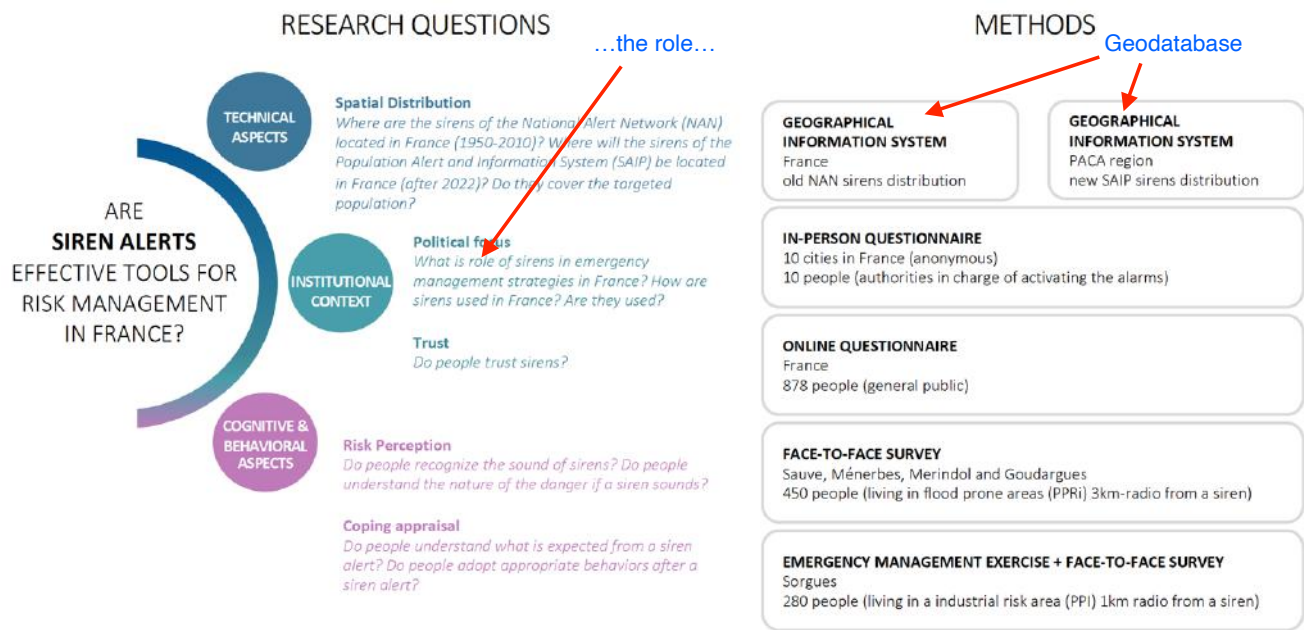 RESEARCH QUESTIONS
…the role…
TECHNICAL
ASPECTS
Spatial Distribution
Where are the sirens of the National Alert Network (NAN)
located in France (1950-2010)? Where will the sirens of the
Population Alert and Information System (SAIP) be located
in France (after 2022)? Do they cover the targeted
population?
ARE
SIREN ALERTS
EFFECTIVE TOOLS FOR
RISK MANAGEMENT
IN FRANCE?
INSTITUTIONAL
CONTEXT
Political focus
What is role of sirens in emergency
management strategies in France? How are
sirens used in France? Are they used?
Trust
Do people trust sirens?
COGNITIVE &
BEHAVIORAL
ASPECTS
Risk Perception
Do people recognize the sound of sirens? Do people
understand the nature of the danger if a siren sounds?
Coping appraisal
Do people understand what is expected from a siren
alert? Do people adopt appropriate behaviors after a
siren alert?
METHODS
Geodatabase
GEOGRAPHICAL
INFORMATION SYSTEM
France
old NAN sirens distribution
GEOGRAPHICAL
INFORMATION SYSTEM
PACA region
new SAIP sirens distribution
IN-PERSON QUESTIONNAIRE
10 cities in France (anonymous)
10 people (authorities in charge of activating the alarms)
ONLINE QUESTIONNAIRE
France
878 people (general public)
FACE-TO-FACE SURVEY
Sauve, Ménerbes, Merindol and Goudargues
450 people (living in flood prone areas (PPRi) 3km-radio from a siren)
EMERGENCY MANAGEMENT EXERCISE + FACE-TO-FACE SURVEY
Sorgues
280 people (living in a industrial risk area (PPI) 1km radio from a siren)